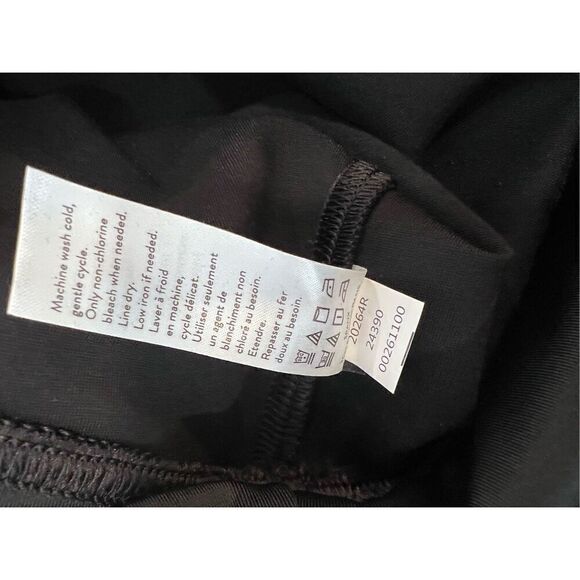 Machine wash cold,
gentle cycle.
Only non-chlorine
bleach when needed.
Line dry.
Low iron if needed.
Laver à froid
en machine,
cycle délicat.
Utiliser seulement
un agent de
blanchiment non
chloré au besoin.
Etendre.
Repasser au fer
doux au besoin.
20264R
24390
00261100